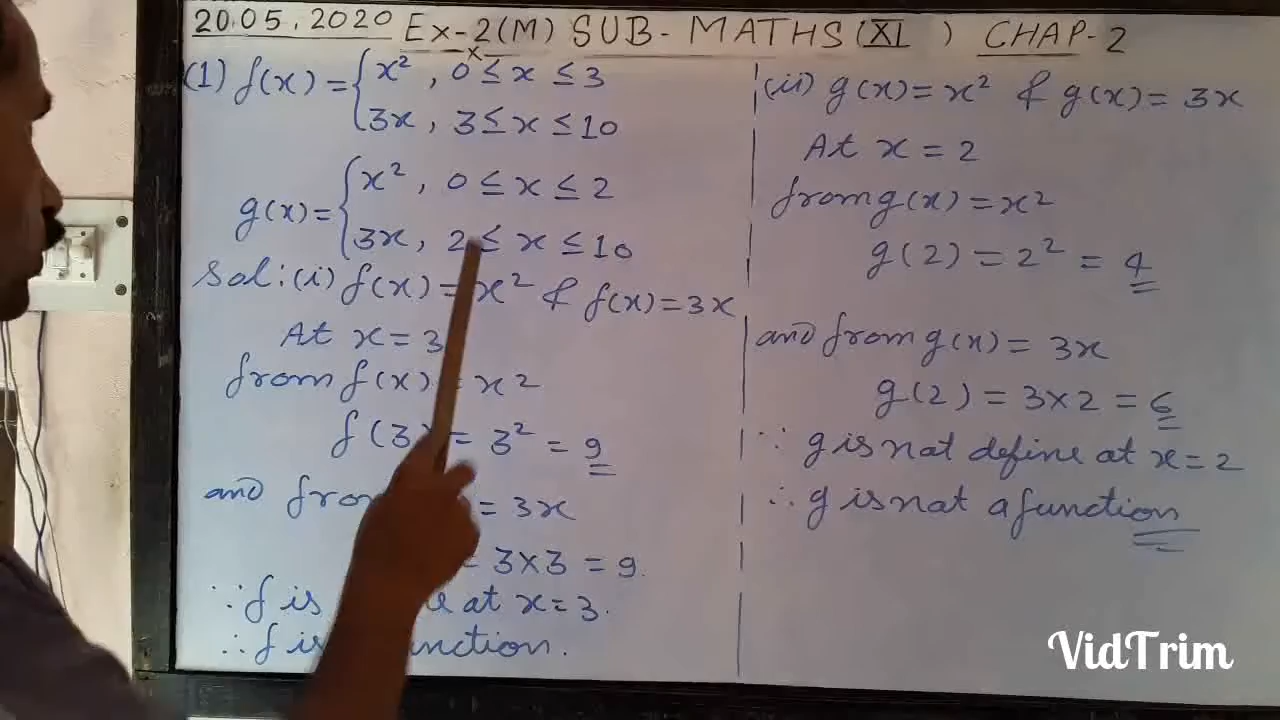 20.05.2020 Ex-2(M) SUB- MATHS (XI ) CHAP-2
x
(1) f(x) = { x² , 0 ≤ x ≤ 3
3x , 3 ≤ x ≤ 10
g(x) = { x² , 0 ≤ x ≤ 2
3x , 2 ≤ x ≤ 10
Sol: (i) f(x) = x² & f(x) = 3x
At x = 3
from f(x) = x2
f(3) = 3² = 9
and = 3x
= 3×3 = 9.
∵ f is at x = 3.
∴ f is
(ii) g(x) = x² & g(x) = 3x
At x = 2
from g(x) = x²
g(2) = 2² = 4
and from g(x) = 3x
g(2) = 3×2 = 6
∵ g is not define at x = 2
∴ g is not a function
VidTrim